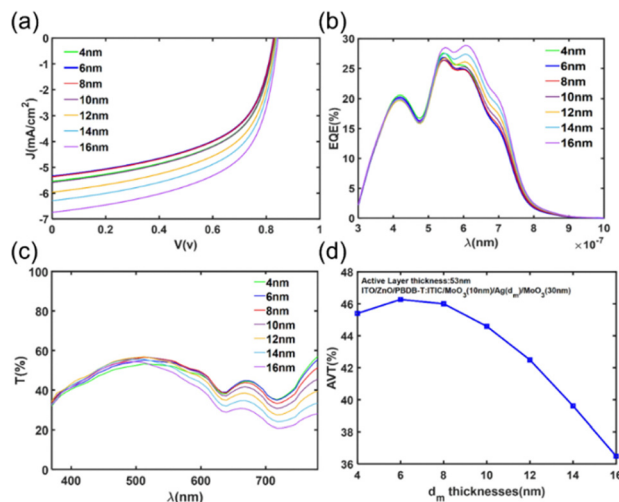 (a)
0
-1
-2
-3
-4
-5
-6
-7
J(mA/cm²)
4nm
6nm
8nm
10nm
12nm
14nm
16nm
0 0.2 0.4 0.6 0.8 1
V(v)
(b)
30
25
20
15
10
5
0
EQE(%)
4nm
6nm
8nm
10nm
12nm
14nm
16nm
3 4 5 6 7 8 9 10
λ(nm) ×10⁻⁷
(c)
100
80
60
40
20
0
T(%)
4nm
6nm
8nm
10nm
12nm
14nm
16nm
400 500 600 700
λ(nm)
(d)
48
46
44
42
40
38
36
AVT(%)
Active Layer thickness:53nm
ITO/ZnO/PBDB-T:ITIC/MoO₃(10nm)/Ag(dₘ)/MoO₃(30nm)
4 6 8 10 12 14 16
dₘ thicknesses(nm)